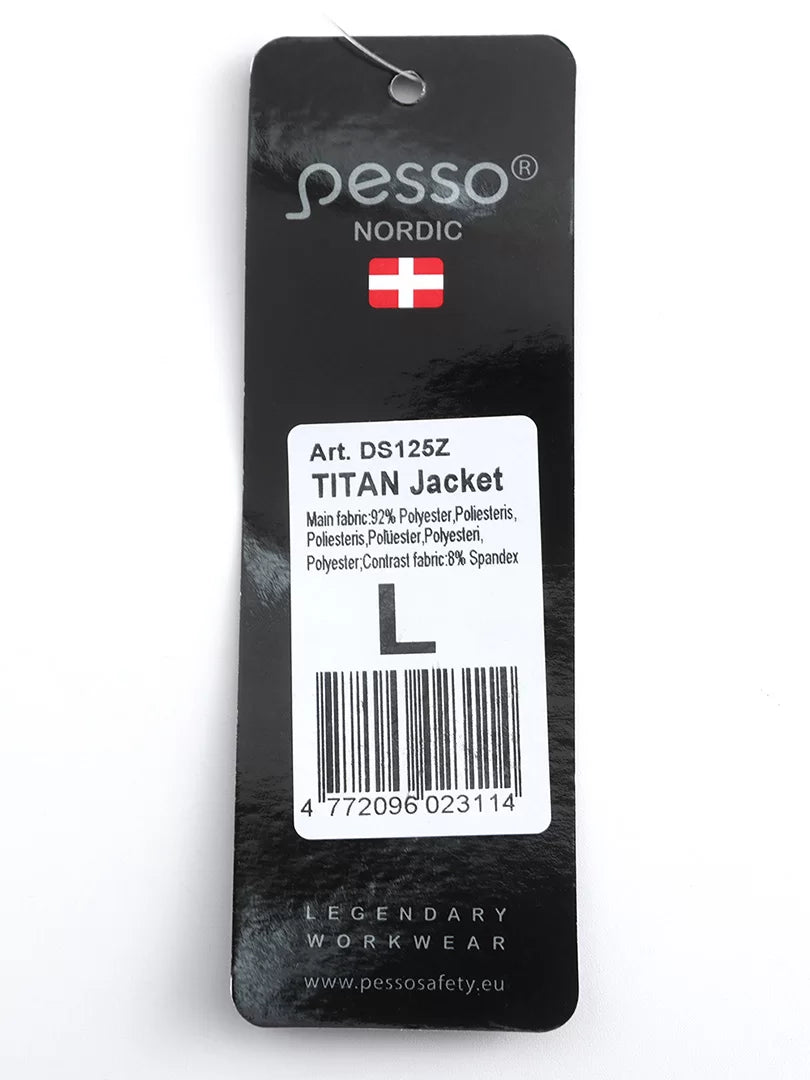 pesso®
NORDIC
Art. DS125Z
TITAN Jacket
Main fabric:92% Polyester,Poliesteris,
Poliesteris,Polüester,Polyesteri,
Polyester;Contrast fabric:8% Spandex
L
4 772096 023114
LEGENDARY
WORKWEAR
www.pessosafety.eu